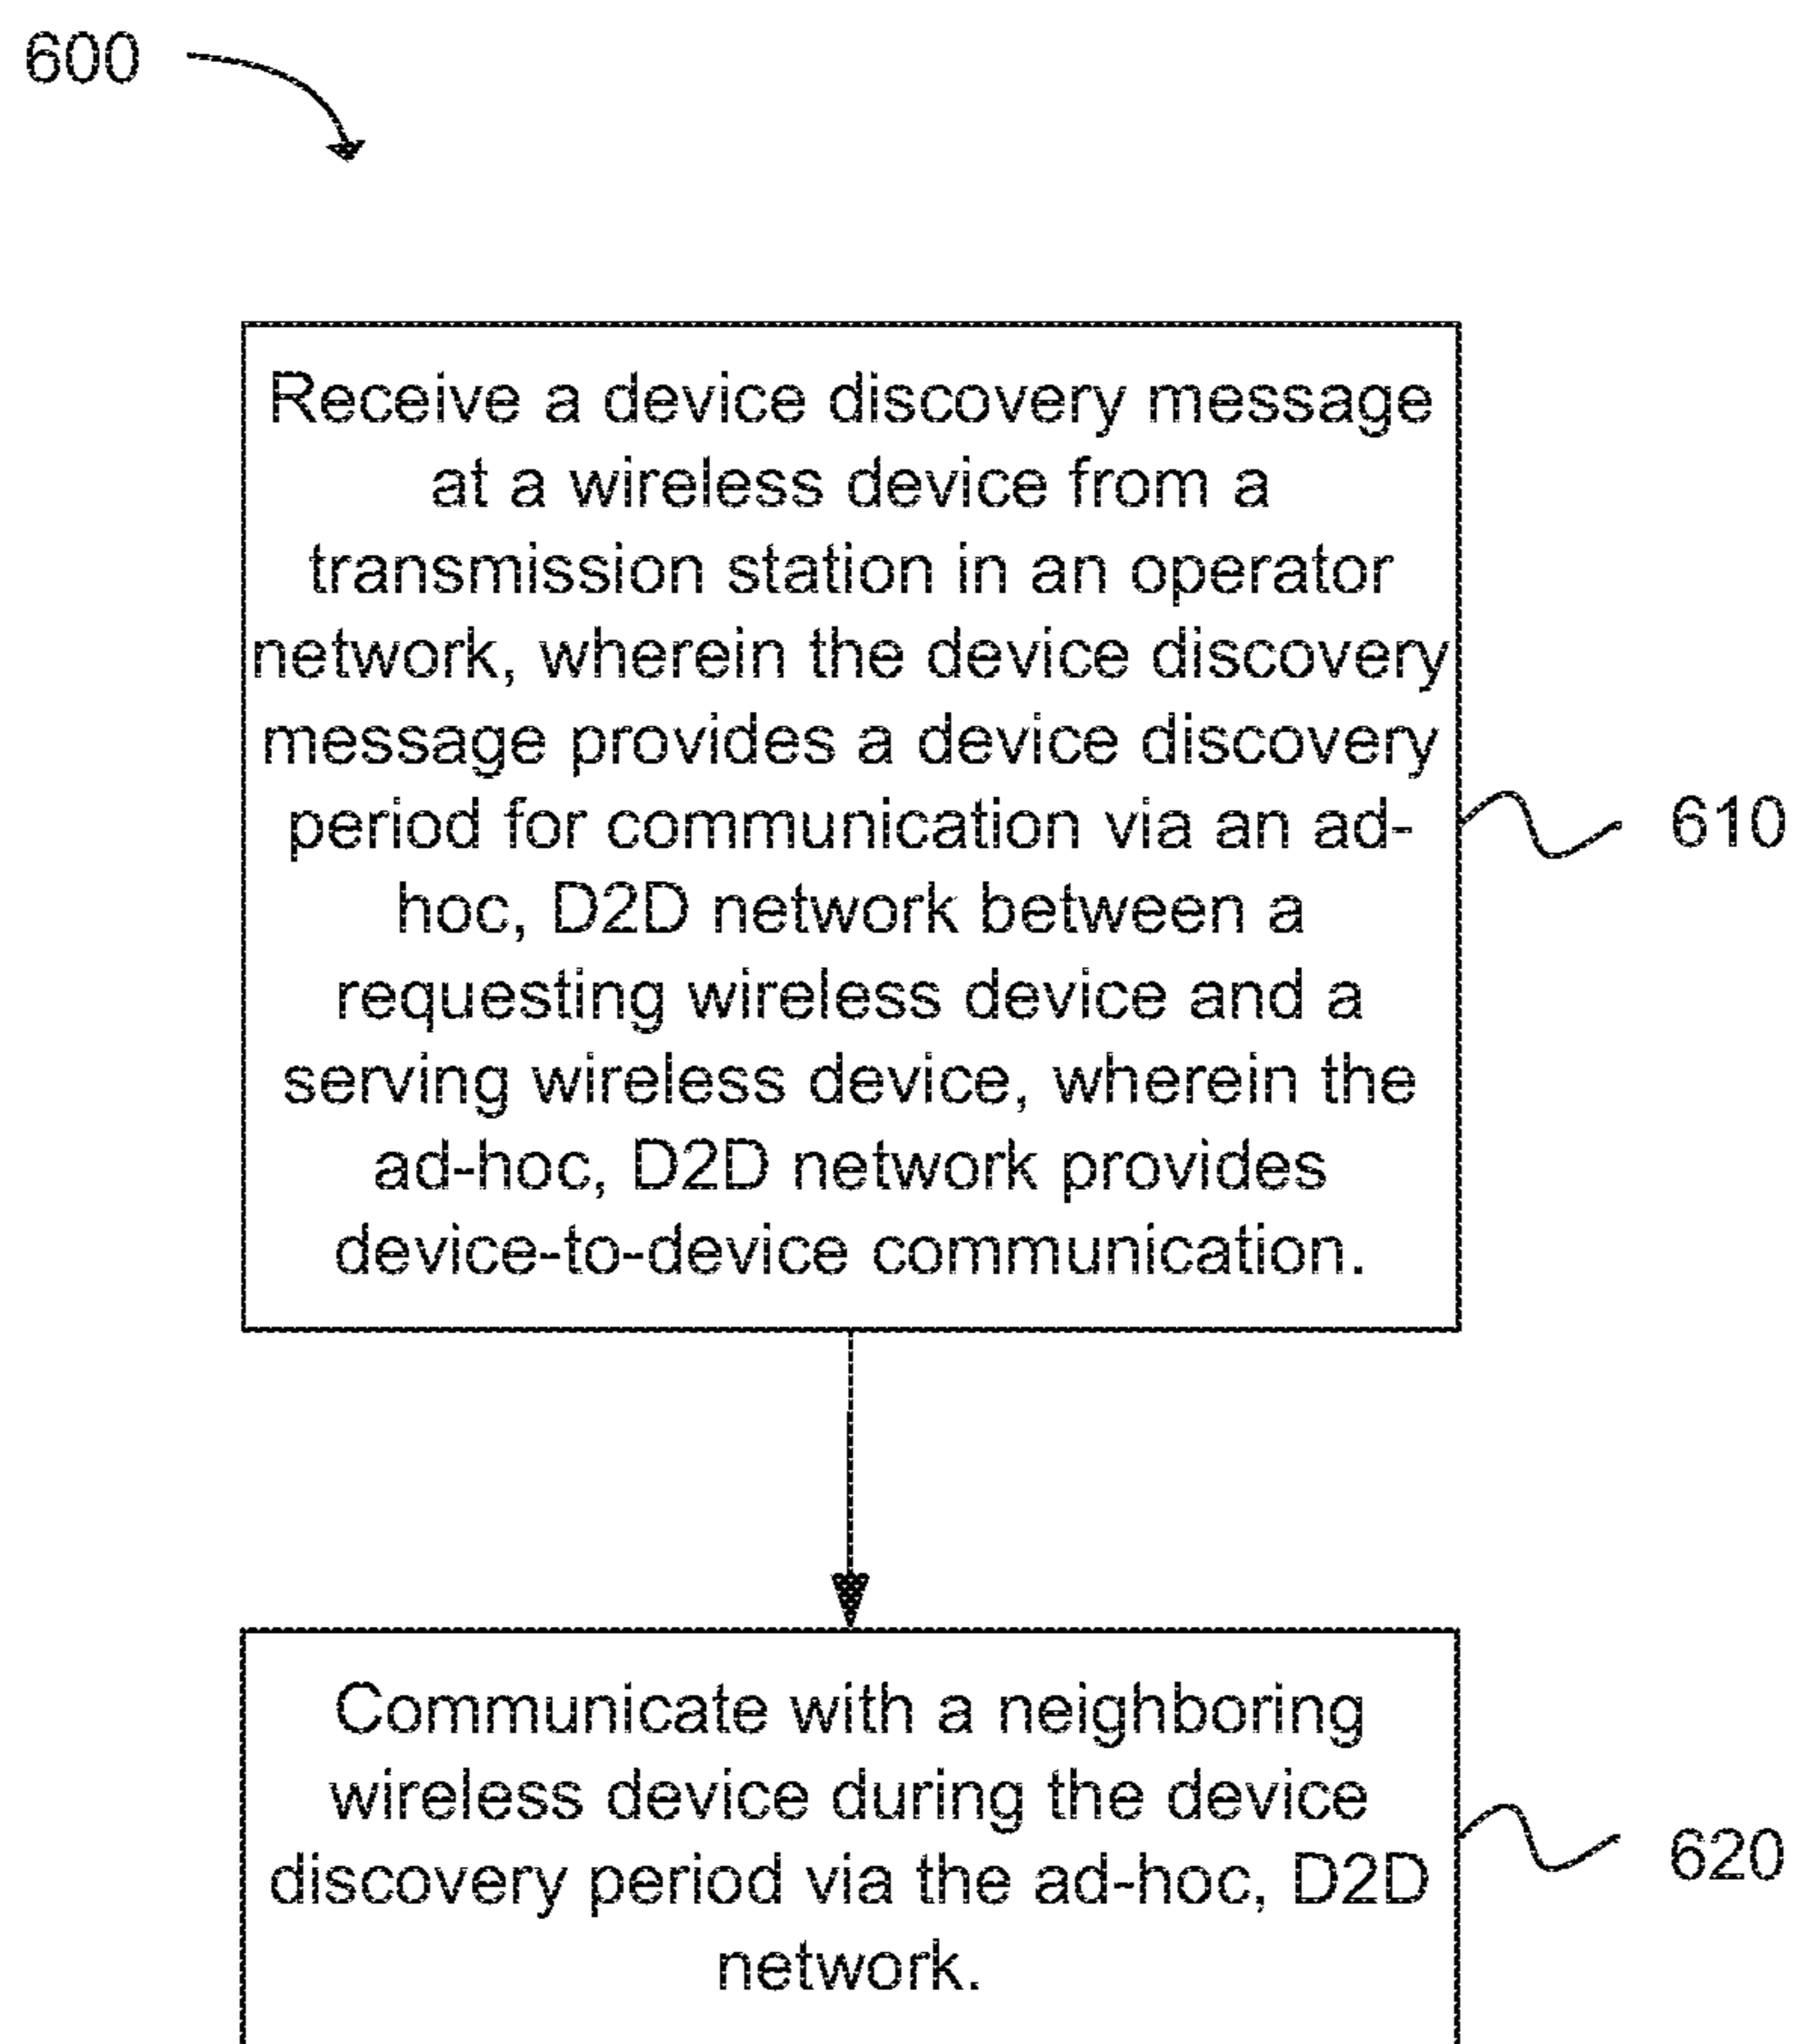 600
Receive a device discovery message
at a wireless device from a
transmission station in an operator
network, wherein the device discovery
message provides a device discovery
period for communication via an ad-
hoc, D2D network between a
requesting wireless device and a
serving wireless device, wherein the
ad-hoc, D2D network provides
device-to-device communication.
610
Communicate with a neighboring
wireless device during the device
discovery period via the ad-hoc, D2D
network.
620